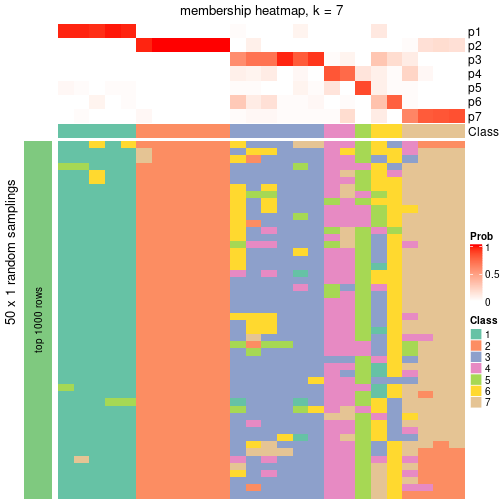 membership heatmap, k = 7
p1
p2
p3
p4
p5
p6
p7
Class
50 x 1 random samplings
top 1000 rows
Prob
1
0.5
0
Class
1
2
3
4
5
6
7